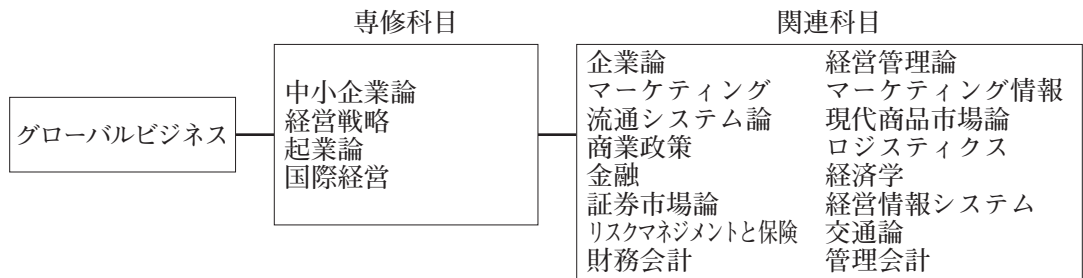 専修科目
関連科目
グローバルビジネス
中小企業論
経営戦略
起業論
国際経営
企業論
マーケティング
流通システム論
商業政策
金融
証券市場論
リスクマネジメントと保険
財務会計
経営管理論
マーケティング情報
現代商品市場論
ロジスティクス
経済学
経営情報システム
交通論
管理会計